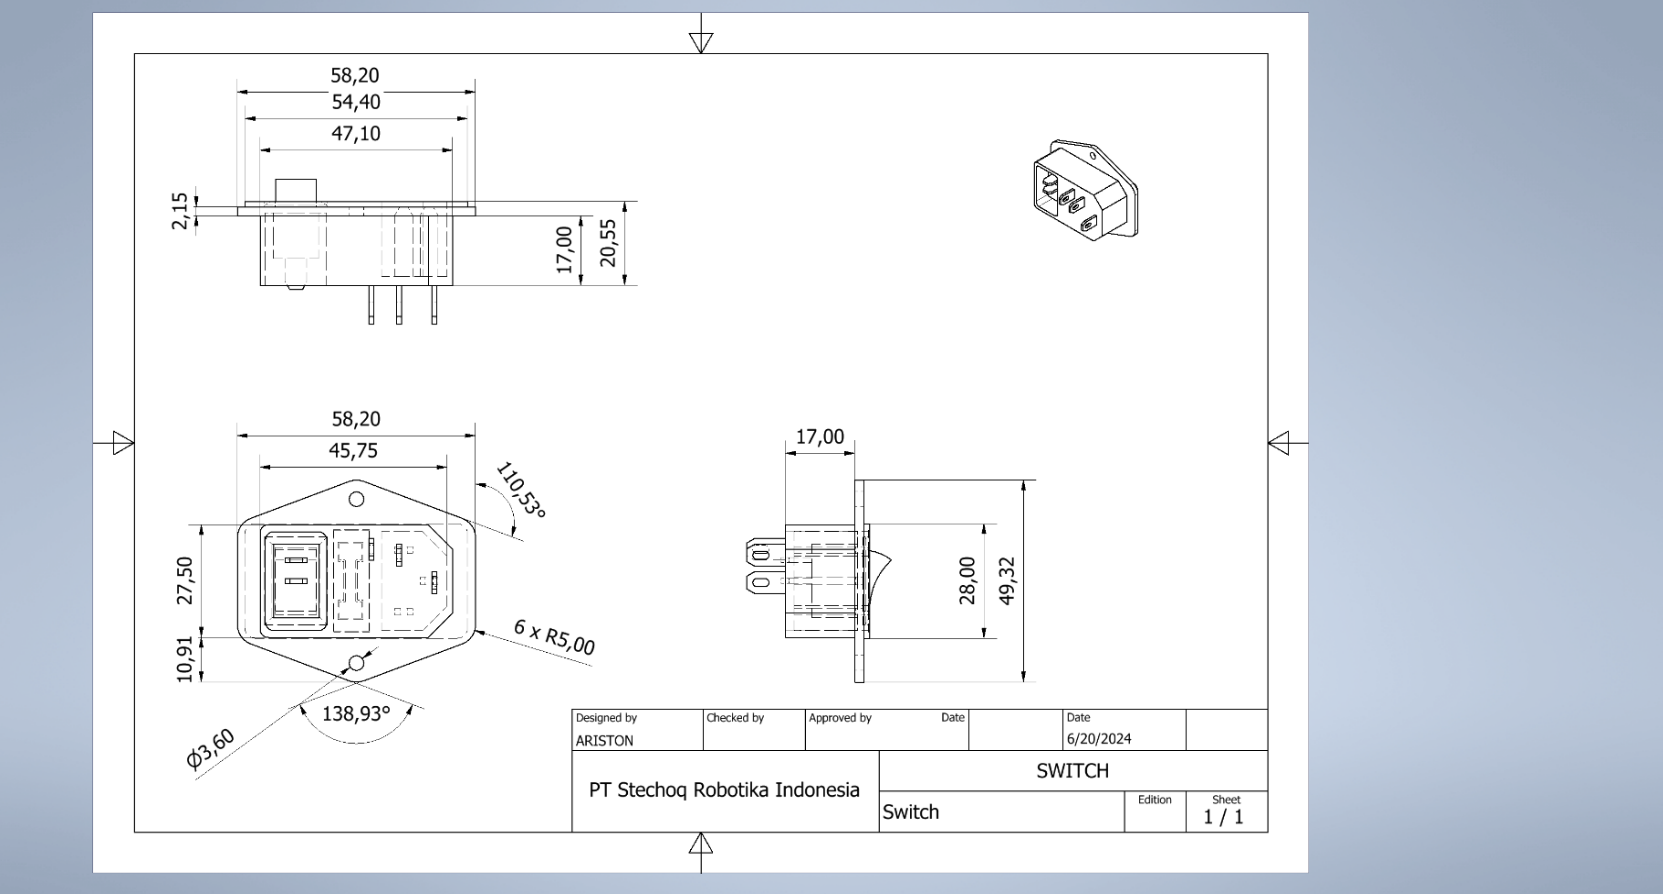 58,20
54,40
47,10
2,15
17,00
20,55
58,20
45,75
110,53°
27,50
10,91
6 x R5,00
138,93°
Ø3,60
17,00
28,00
49,32
Designed by
ARISTON
Checked by
Approved by
Date
Date
6/20/2024
PT Stechoq Robotika Indonesia
SWITCH
Switch
Edition
Sheet
1 / 1